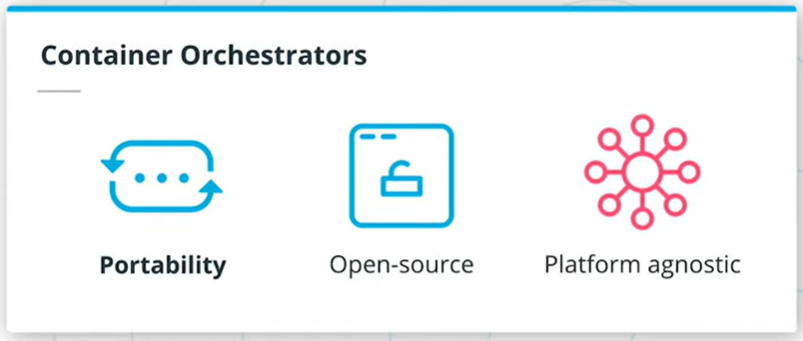 Container Orchestrators
Portability
Open-source
Platform agnostic